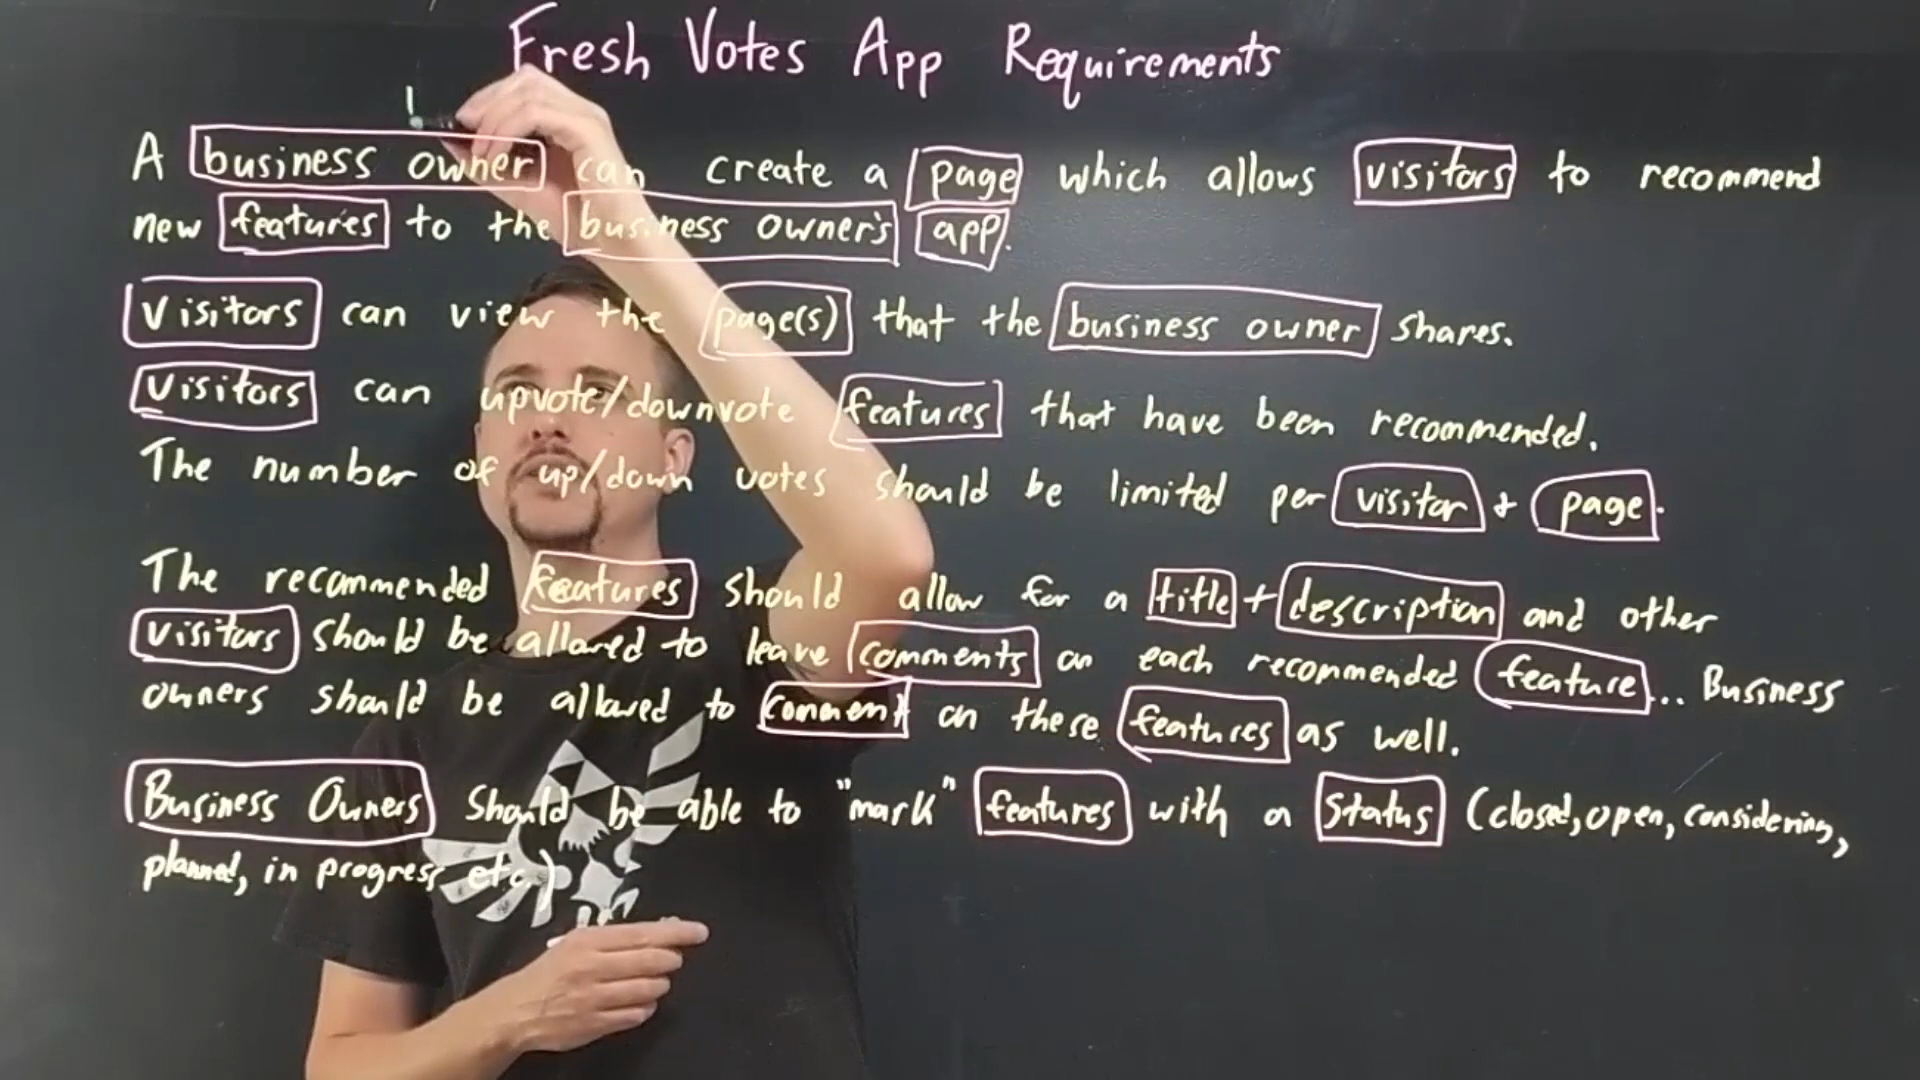 Fresh Votes App Requirements
A business owner can create a page which allows visitors to recommend
new features to the business owner's app.
Visitors can view the page(s) that the business owner shares.
Visitors can upvote/downvote features that have been recommended.
The number of up/down votes should be limited per visitor + page.
The recommended features should allow for a title + description and other
visitors should be allowed to leave comments on each recommended feature... Business
owners should be allowed to comment on these features as well.
Business Owners should be able to "mark" features with a status (closed, open, considering,
planned, in progress etc.)